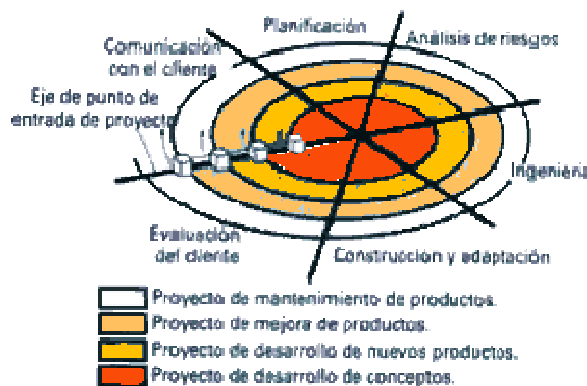 Planificación
Análisis de riesgos
Comunicación
con el cliente
Eje de punto de
entrada de proyecto
Ingeniería
Evaluación
del cliente
Construccion y adaptación
Proyecto de mantenimiento de productos.
Proyecto de mejora de productos.
Proyecto de desarrollo de nuevos productos.
Proyecto de desarrollo de conceptos.